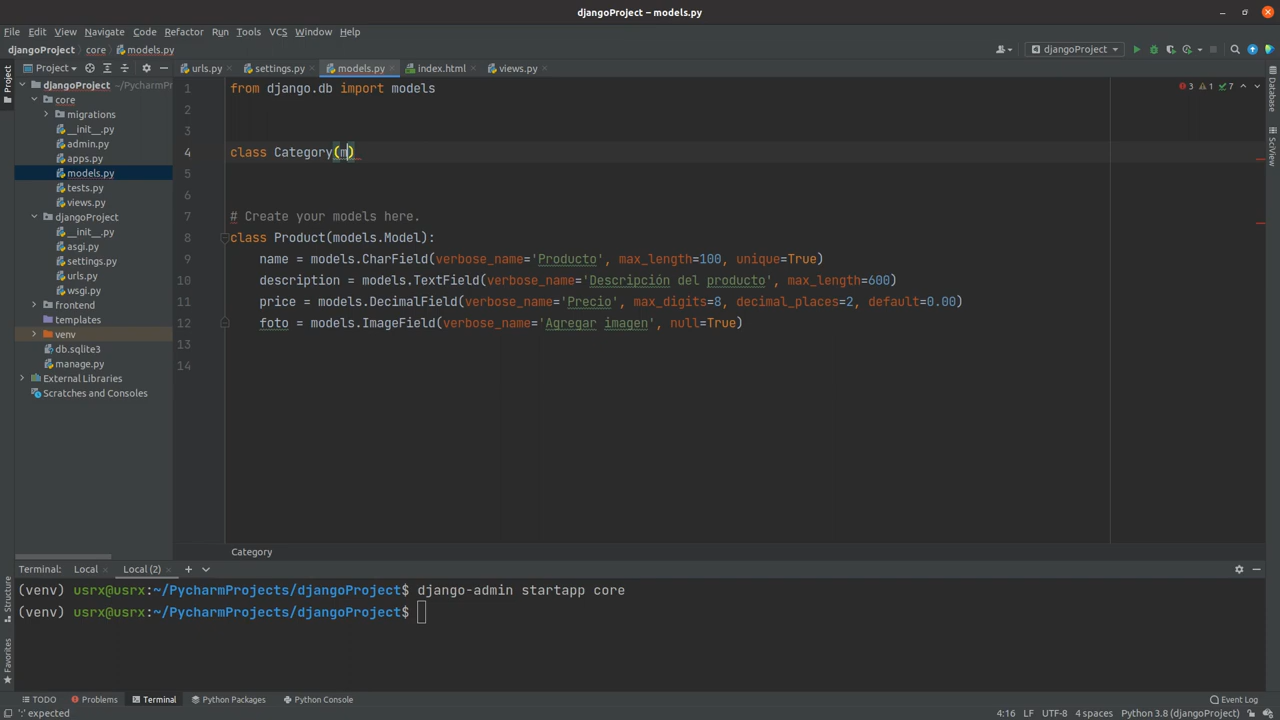 djangoProject – models.py
File Edit View Navigate Code Refactor Run Tools VCS Window Help
djangoProject core models.py djangoProject
Project urls.py settings.py models.py index.html views.py
djangoProject ~/PycharmPr
core
migrations
__init__.py
admin.py
apps.py
models.py
tests.py
views.py
djangoProject
__init__.py
asgi.py
settings.py
urls.py
wsgi.py
frontend
templates
venv
db.sqlite3
manage.py
External Libraries
Scratches and Consoles
Project
Structure
Favorites
1 from django.db import models
2
3
4 class Category(m)
5
6
7 # Create your models here.
8 class Product(models.Model):
9 name = models.CharField(verbose_name='Producto', max_length=100, unique=True)
10 description = models.TextField(verbose_name='Descripción del producto', max_length=600)
11 price = models.DecimalField(verbose_name='Precio', max_digits=8, decimal_places=2, default=0.00)
12 foto = models.ImageField(verbose_name='Agregar imagen', null=True)
13
14
3 1 7
Database
SciView
Category
Terminal: Local Local (2)
(venv) usrx@usrx:~/PycharmProjects/djangoProject$ django-admin startapp core
(venv) usrx@usrx:~/PycharmProjects/djangoProject$
TODO Problems Terminal Python Packages Python Console Event Log
':' expected 4:16 LF UTF-8 4 spaces Python 3.8 (djangoProject)